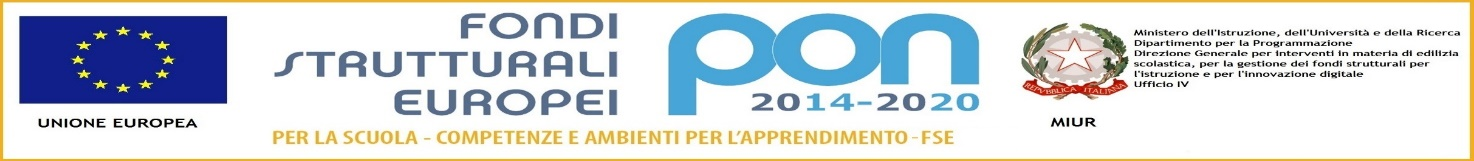 UNIONE EUROPEA
FONDI
STRUTTURALI
EUROPEI
pon
2014-2020
PER LA SCUOLA - COMPETENZE E AMBIENTI PER L'APPRENDIMENTO-FSE
REPVBBLICA ITALIANA
MIUR
Ministero dell'Istruzione, dell'Università e della Ricerca
Dipartimento per la Programmazione
Direzione Generale per interventi in materia di edilizia
scolastica, per la gestione dei fondi strutturali per
l'istruzione e per l'innovazione digitale
Ufficio IV